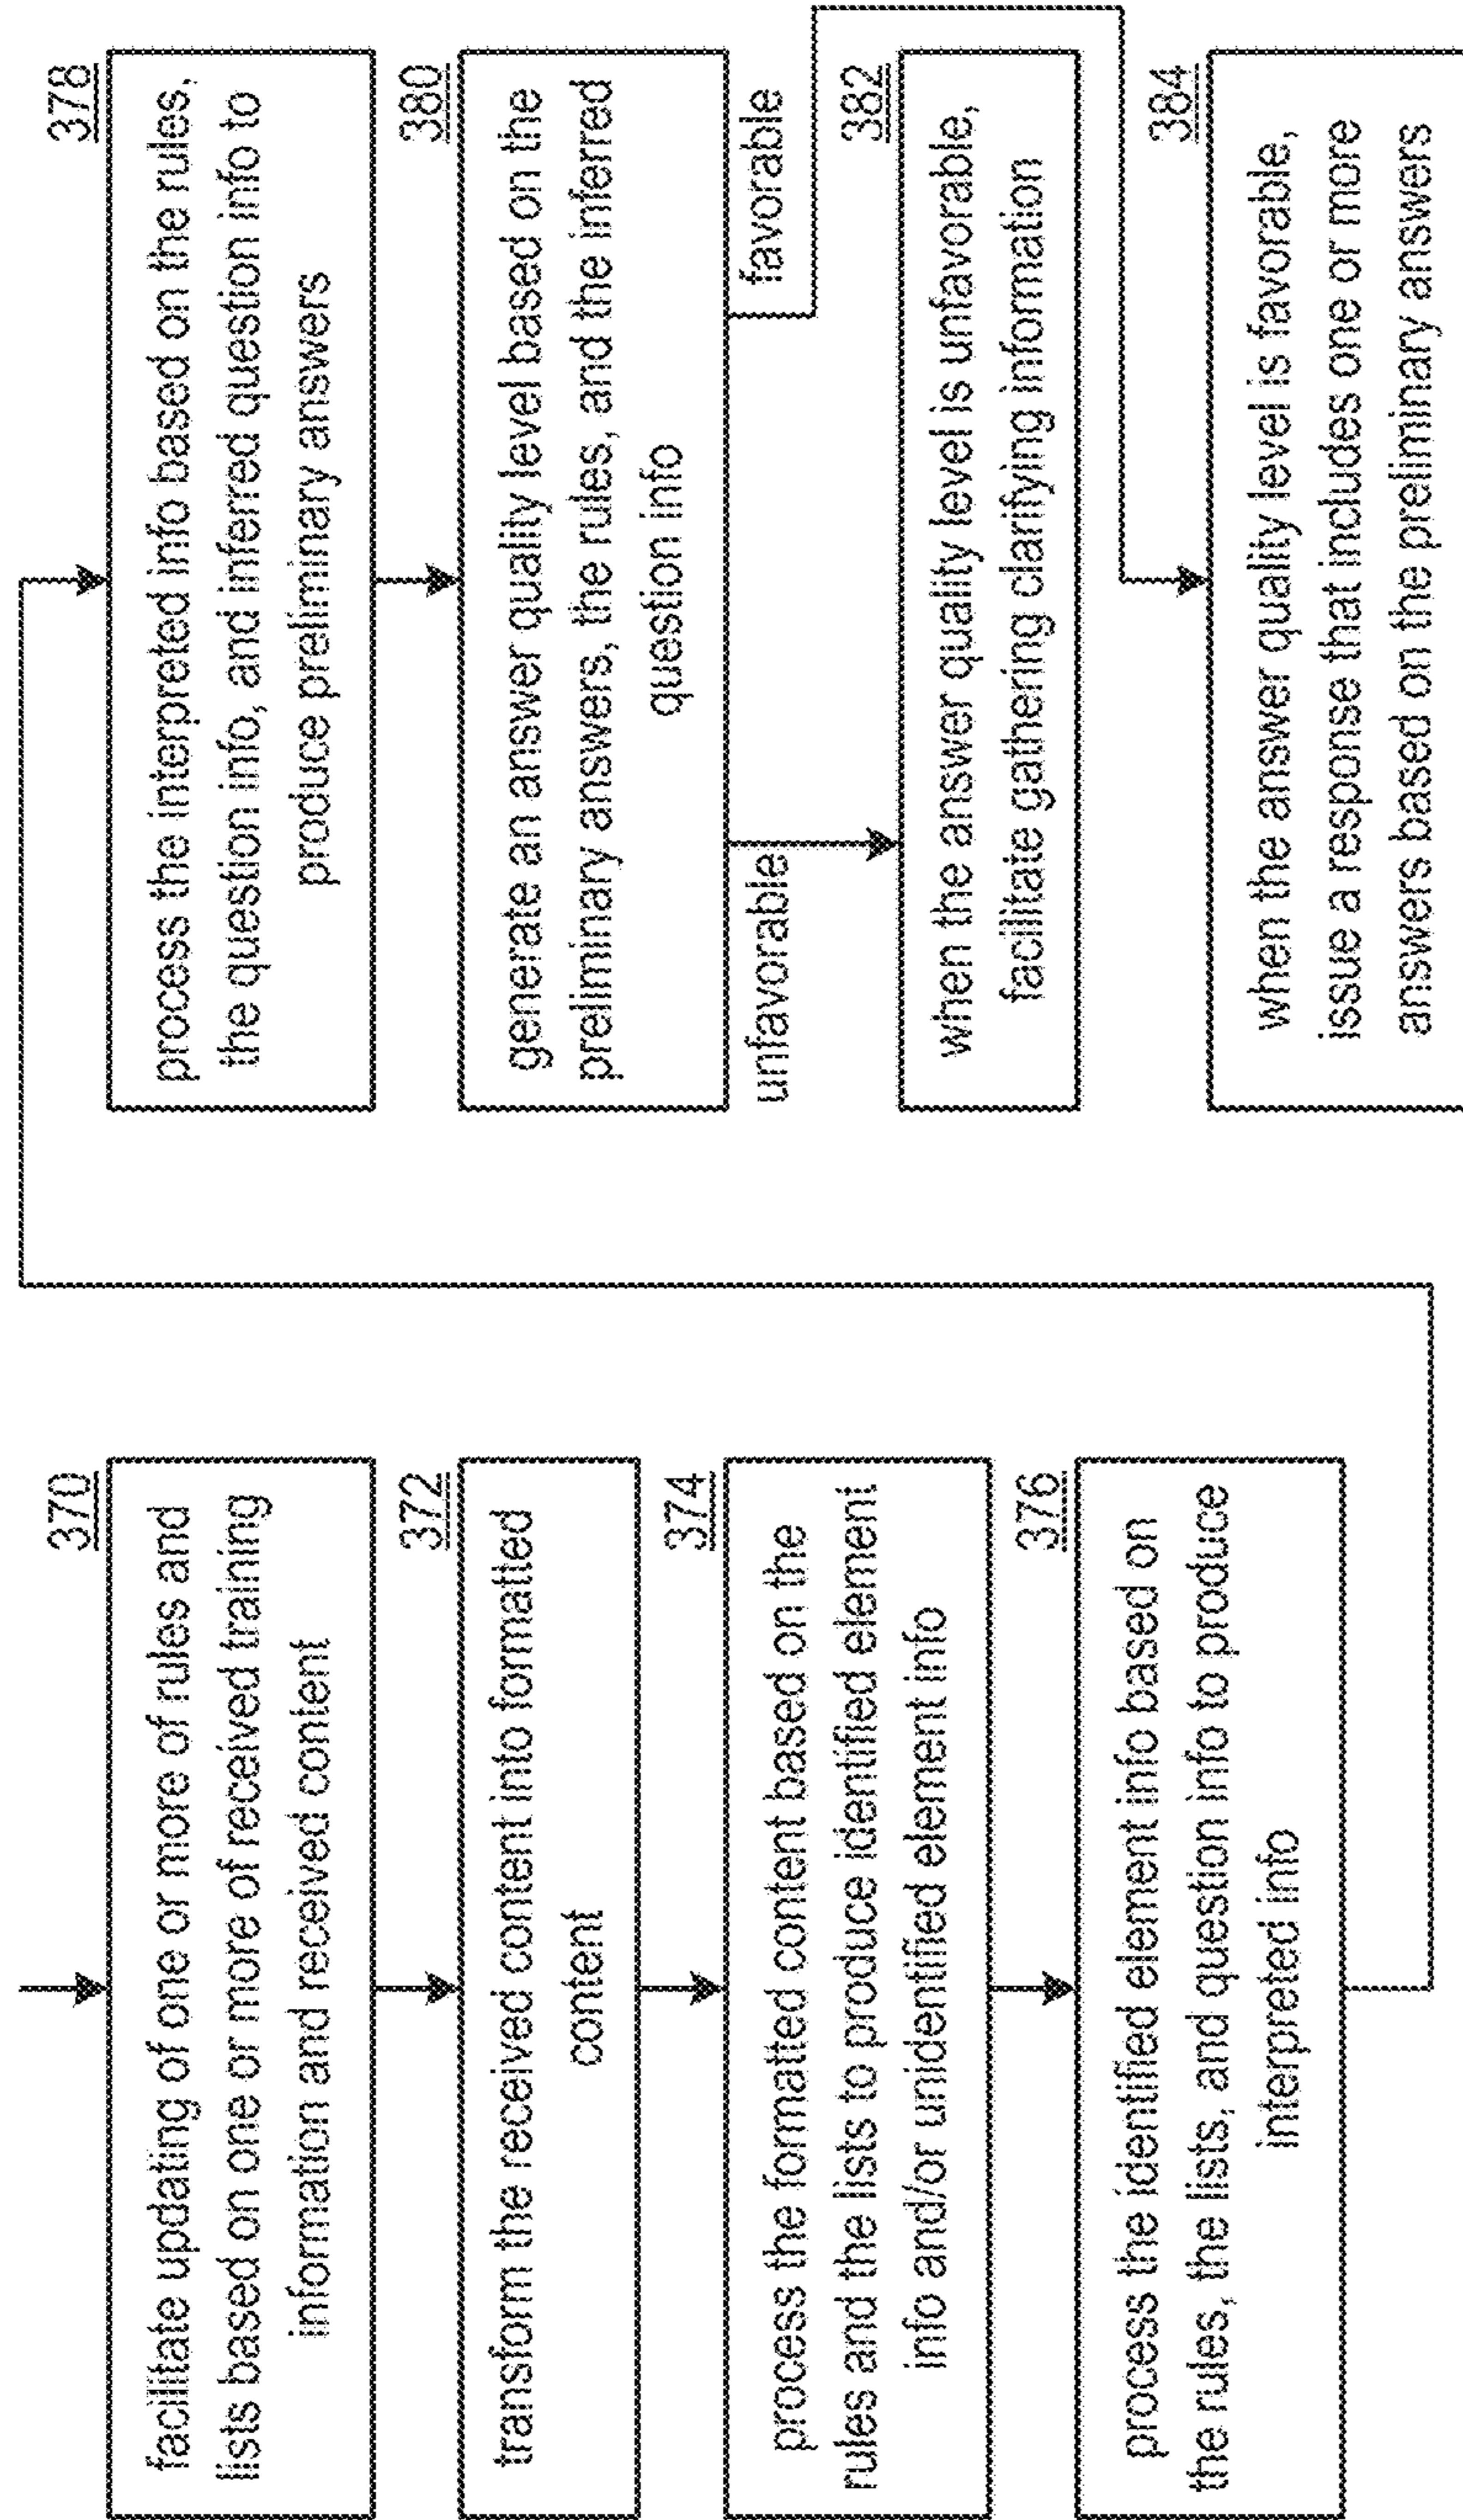 370
facilitate updating of one or more of rules and
lists based on one or more of received training
information and received content
372
transform the received content into formatted
content
374
process the formatted content based on the
rules and the lists to produce identified element
info and/or unidentified element info
376
process the identified element info based on
the rules, the lists, and question info to produce
interpreted info
378
process the interpreted info based on the rules,
the question info, and inferred question info to
produce preliminary answers
380
generate an answer quality level based on the
preliminary answers, the rules, and the inferred
question info
unfavorable
favorable
382
when the answer quality level is unfavorable,
facilitate gathering clarifying information
384
when the answer quality level is favorable,
issue a response that includes one or more
answers based on the preliminary answers